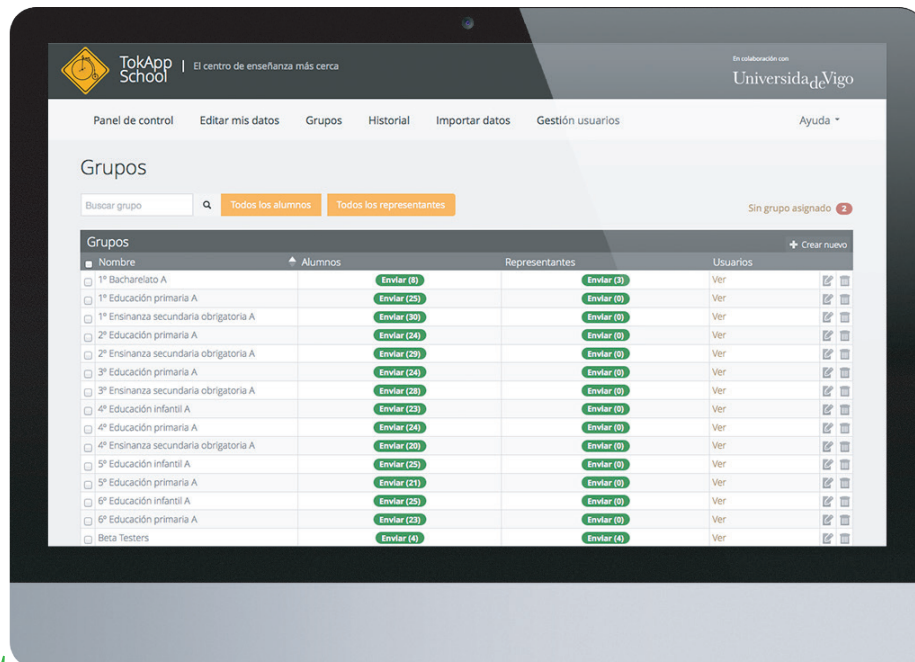 TokApp School | El centro de enseñanza más cerca
En colaboración con
UniversidadeVigo
Panel de control Editar mis datos Grupos Historial Importar datos Gestión usuarios Ayuda
Grupos
Buscar grupo Todos los alumnos Todos los representantes Sin grupo asignado 2
Grupos + Crear nuevo
Nombre Alumnos Representantes Usuarios
1º Bacharelato A Enviar (8) Enviar (3) Ver
1º Educación primaria A Enviar (25) Enviar (0) Ver
1º Ensinanza secundaria obrigatoria A Enviar (30) Enviar (0) Ver
2º Educación primaria A Enviar (24) Enviar (0) Ver
2º Ensinanza secundaria obrigatoria A Enviar (29) Enviar (0) Ver
3º Educación primaria A Enviar (24) Enviar (0) Ver
3º Ensinanza secundaria obrigatoria A Enviar (28) Enviar (0) Ver
4º Educación infantil A Enviar (23) Enviar (0) Ver
4º Educación primaria A Enviar (24) Enviar (0) Ver
4º Ensinanza secundaria obrigatoria A Enviar (20) Enviar (0) Ver
5º Educación infantil A Enviar (25) Enviar (0) Ver
5º Educación primaria A Enviar (21) Enviar (0) Ver
6º Educación infantil A Enviar (25) Enviar (0) Ver
6º Educación primaria A Enviar (23) Enviar (0) Ver
Beta Testers Enviar (4) Enviar (4) Ver